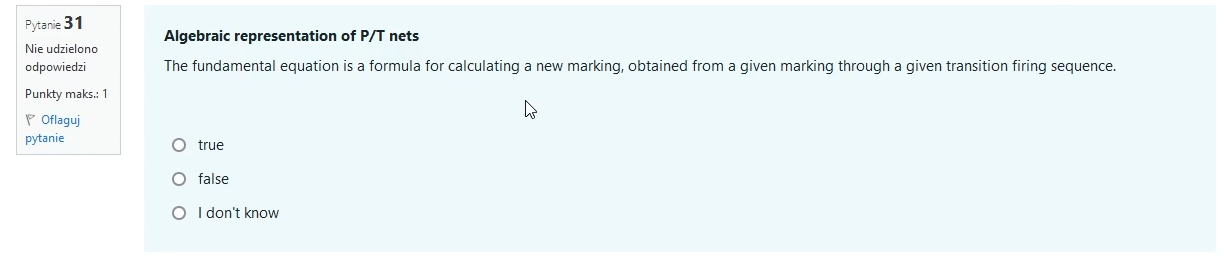 Pytanie 31
Nie udzielono
odpowiedzi
Punkty maks.: 1
Oflaguj
pytanie
Algebraic representation of P/T nets
The fundamental equation is a formula for calculating a new marking, obtained from a given marking through a given transition firing sequence.
true
false
I don't know